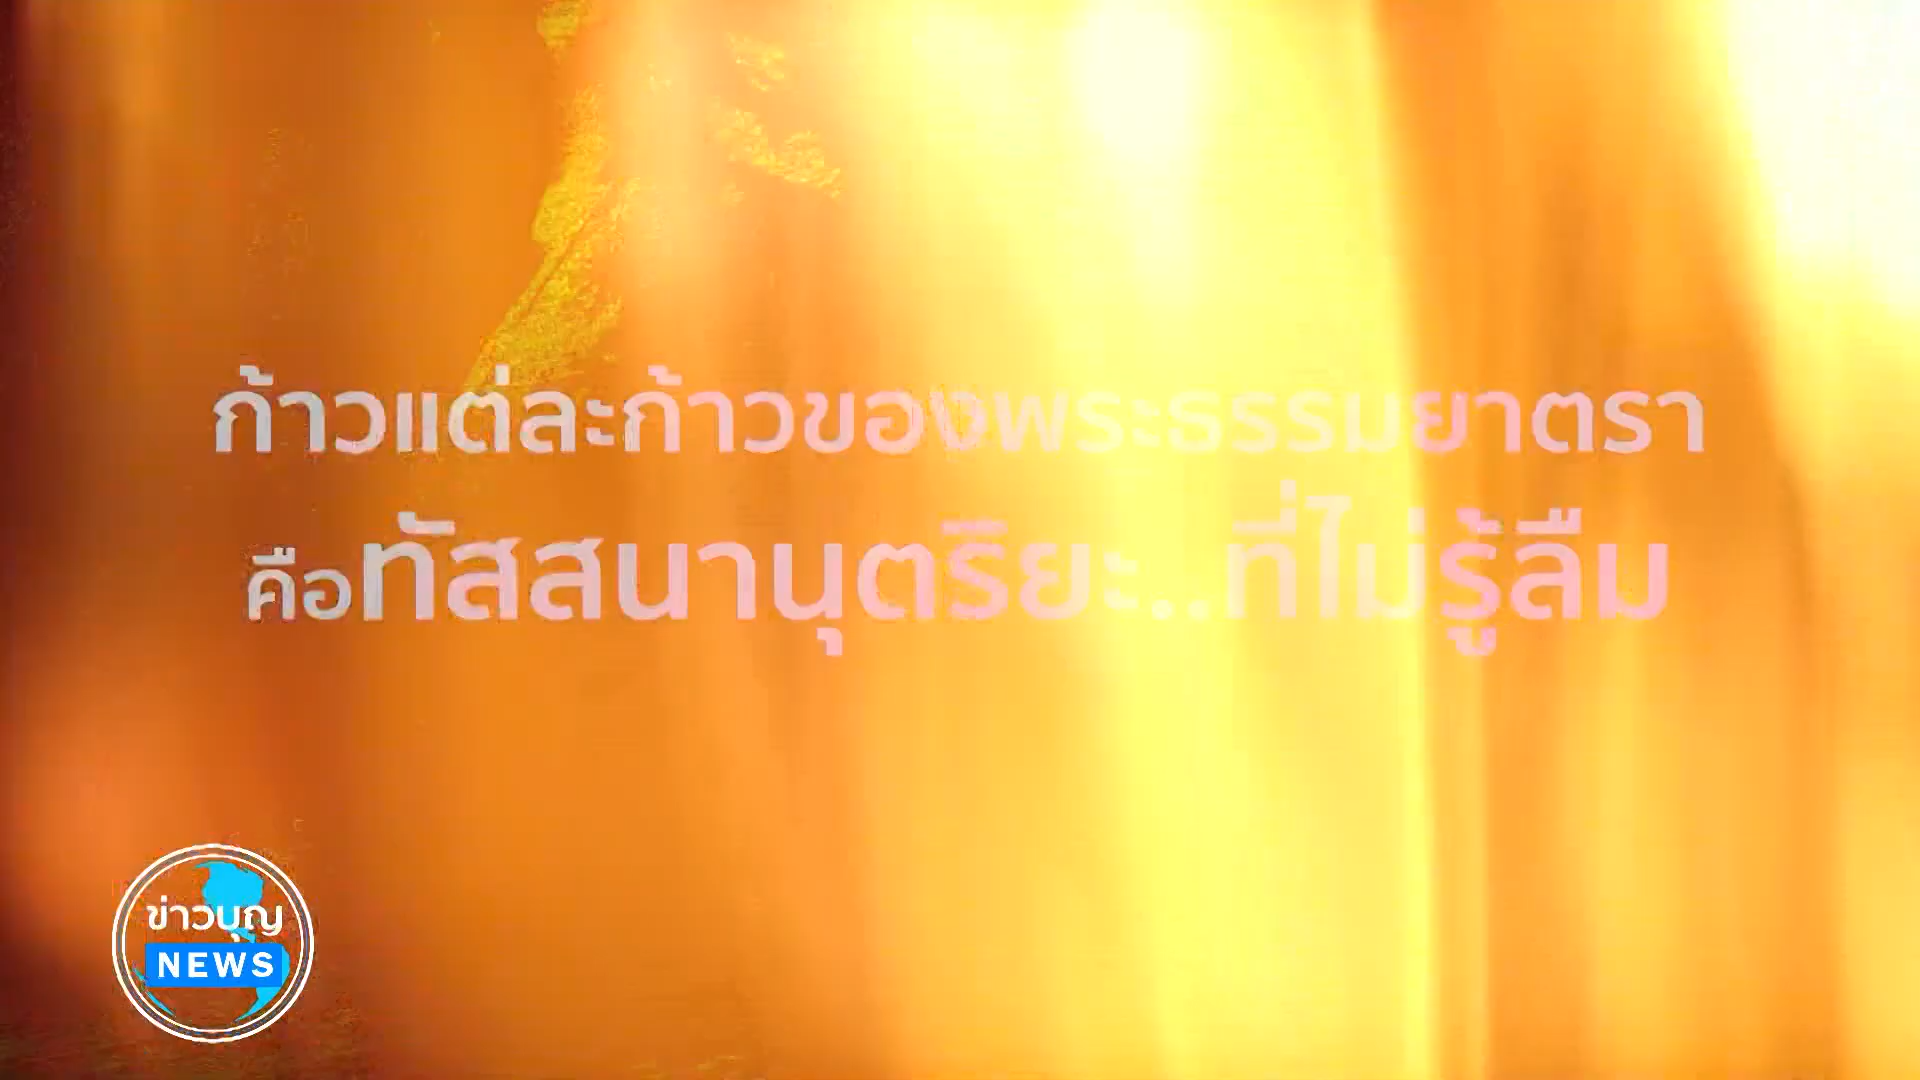 ก้าวแต่ละก้าวของพระธรรมยาตรา
คือทัสสนานุตริยะ..ที่ไม่รู้ลืม
ข่าวบุญ
NEWS